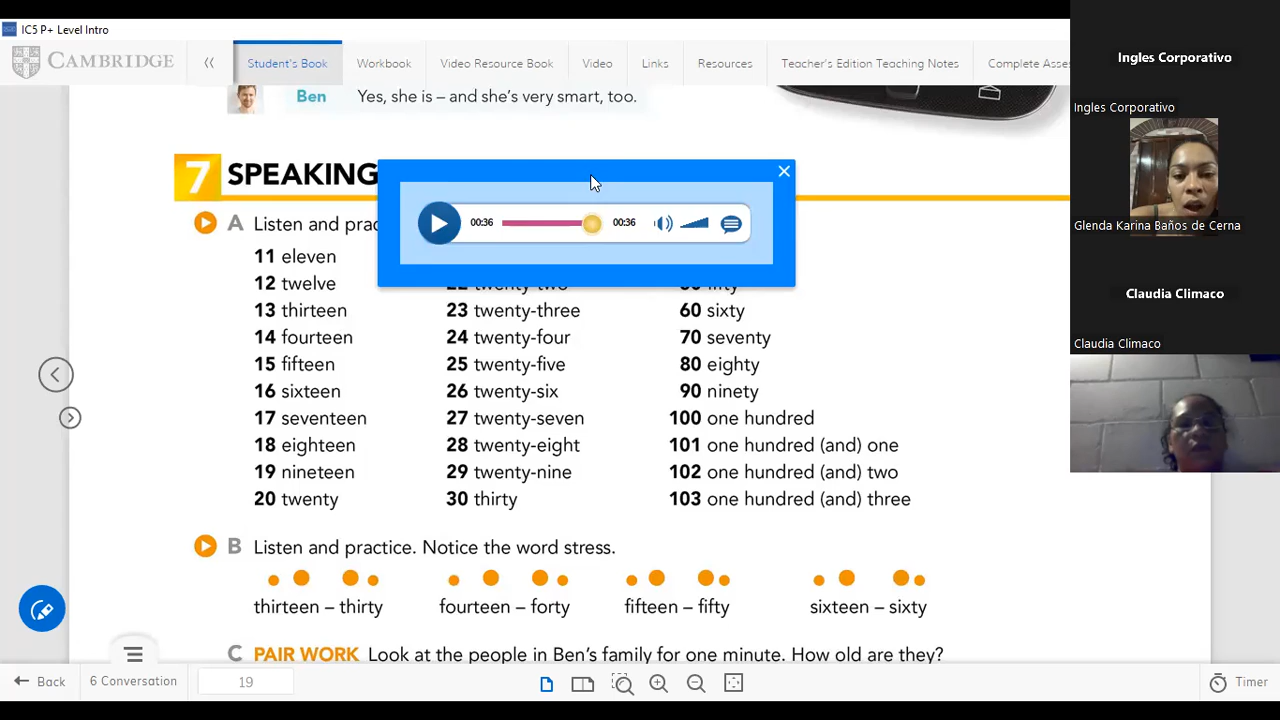 IC5 P+ Level Intro
CAMBRIDGE
Student's Book
Workbook
Video Resource Book
Video
Links
Resources
Teacher's Edition Teaching Notes
Complete Asses
Ben Yes, she is – and she's very smart, too.
7 SPEAKING
00:36 00:36
A Listen and prac
11 eleven
12 twelve
13 thirteen
14 fourteen
15 fifteen
16 sixteen
17 seventeen
18 eighteen
19 nineteen
20 twenty
22 twenty-two
23 twenty-three
24 twenty-four
25 twenty-five
26 twenty-six
27 twenty-seven
28 twenty-eight
29 twenty-nine
30 thirty
50 fifty
60 sixty
70 seventy
80 eighty
90 ninety
100 one hundred
101 one hundred (and) one
102 one hundred (and) two
103 one hundred (and) three
B Listen and practice. Notice the word stress.
thirteen – thirty fourteen – forty fifteen – fifty sixteen – sixty
C PAIR WORK Look at the people in Ben's family for one minute. How old are they?
Back
6 Conversation
19
Timer
Ingles Corporativo
Ingles Corporativo
Glenda Karina Baños de Cerna
Claudia Climaco
Claudia Climaco